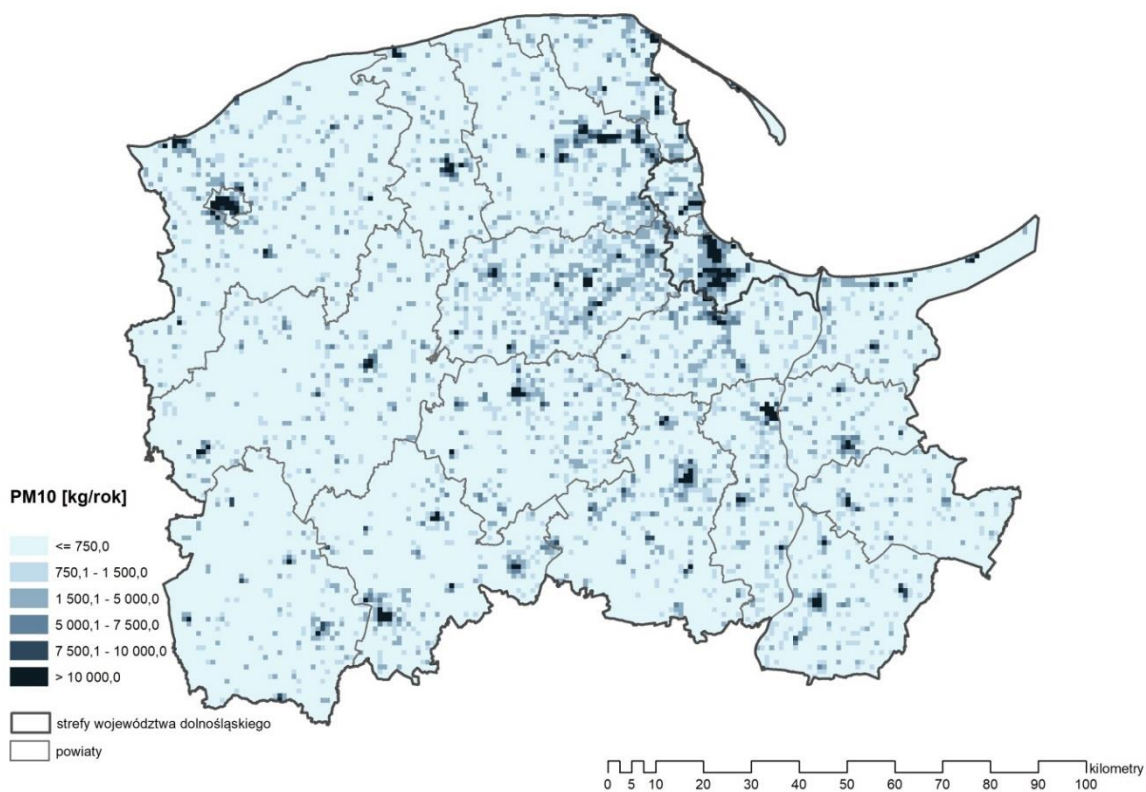 PM10 [kg/rok]
<= 750,0
750,1 - 1 500,0
1 500,1 - 5 000,0
5 000,1 - 7 500,0
7 500,1 - 10 000,0
> 10 000,0
strefy województwa dolnośląskiego
powiaty
kilometry
0 5 10 20 30 40 50 60 70 80 90 100